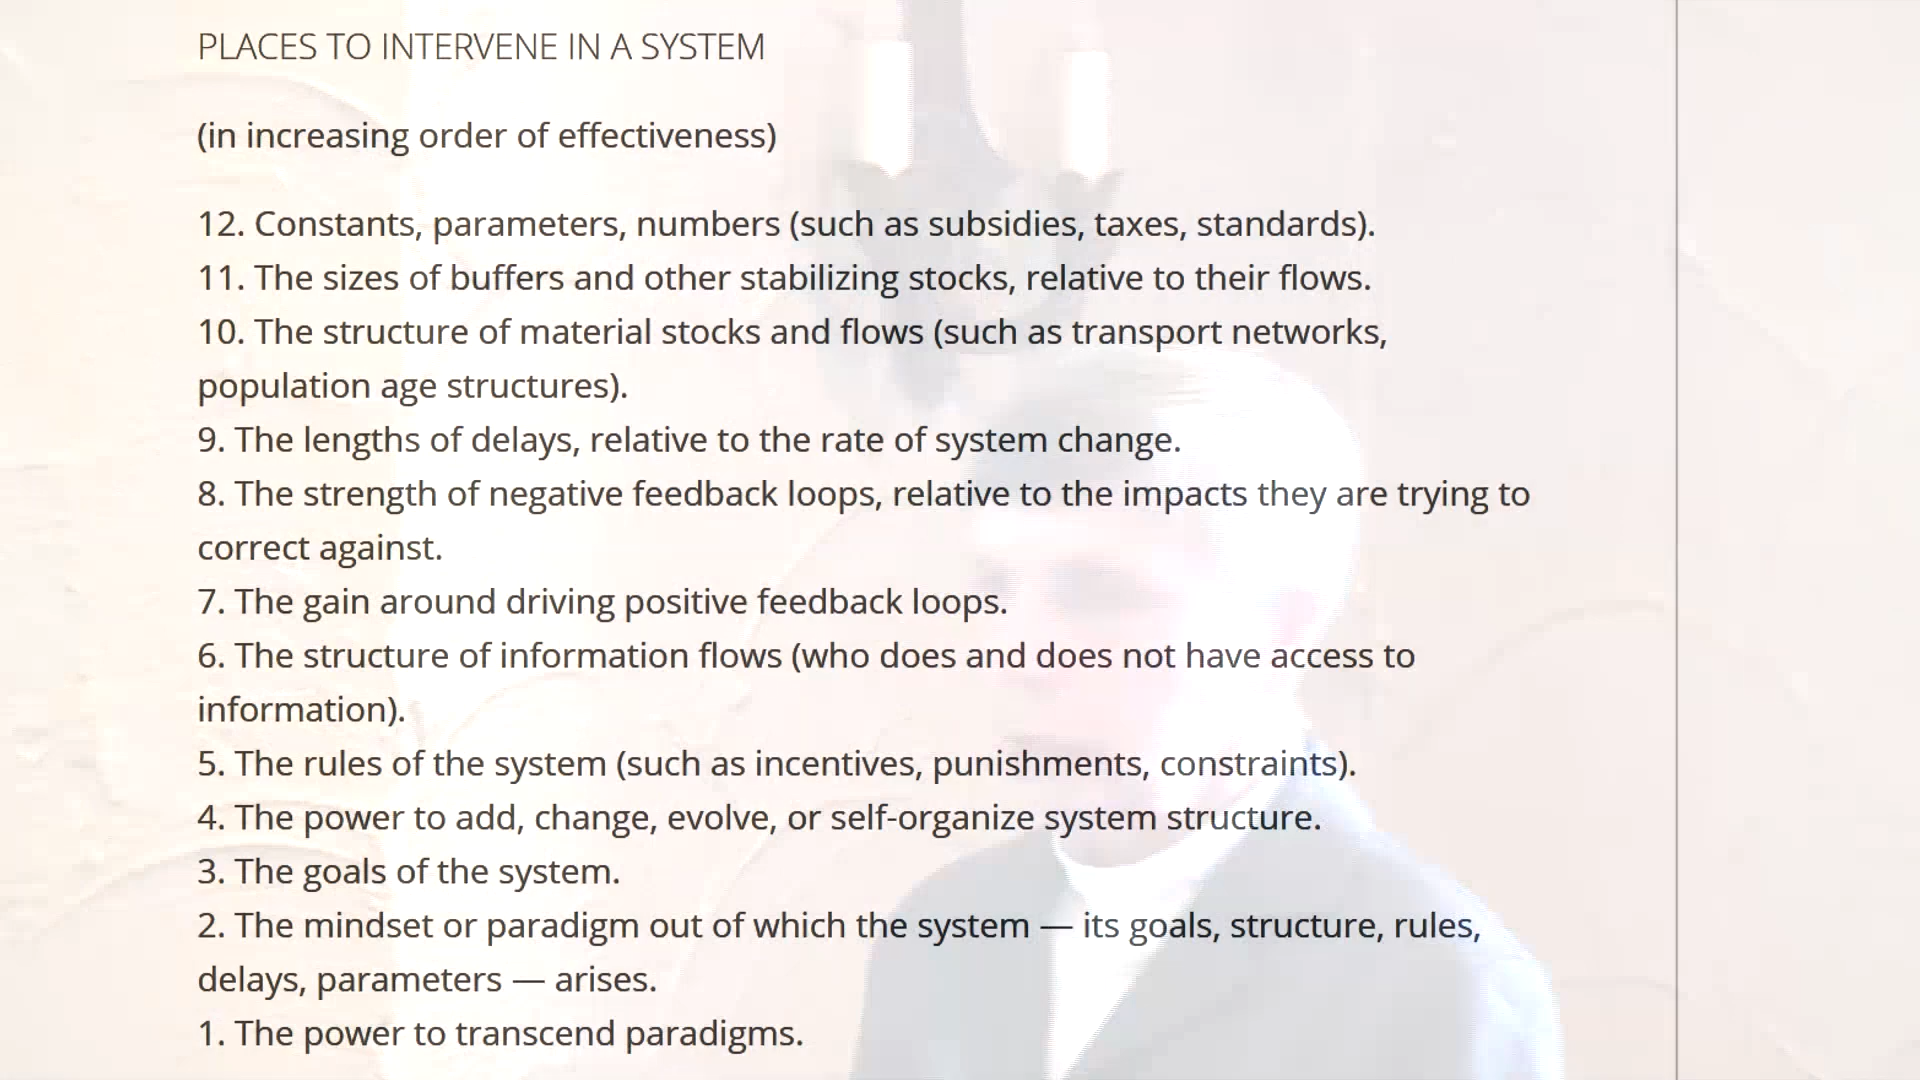 PLACES TO INTERVENE IN A SYSTEM
(in increasing order of effectiveness)
12. Constants, parameters, numbers (such as subsidies, taxes, standards).
11. The sizes of buffers and other stabilizing stocks, relative to their flows.
10. The structure of material stocks and flows (such as transport networks,
population age structures).
9. The lengths of delays, relative to the rate of system change.
8. The strength of negative feedback loops, relative to the impacts they are trying to
correct against.
7. The gain around driving positive feedback loops.
6. The structure of information flows (who does and does not have access to
information).
5. The rules of the system (such as incentives, punishments, constraints).
4. The power to add, change, evolve, or self-organize system structure.
3. The goals of the system.
2. The mindset or paradigm out of which the system — its goals, structure, rules,
delays, parameters — arises.
1. The power to transcend paradigms.